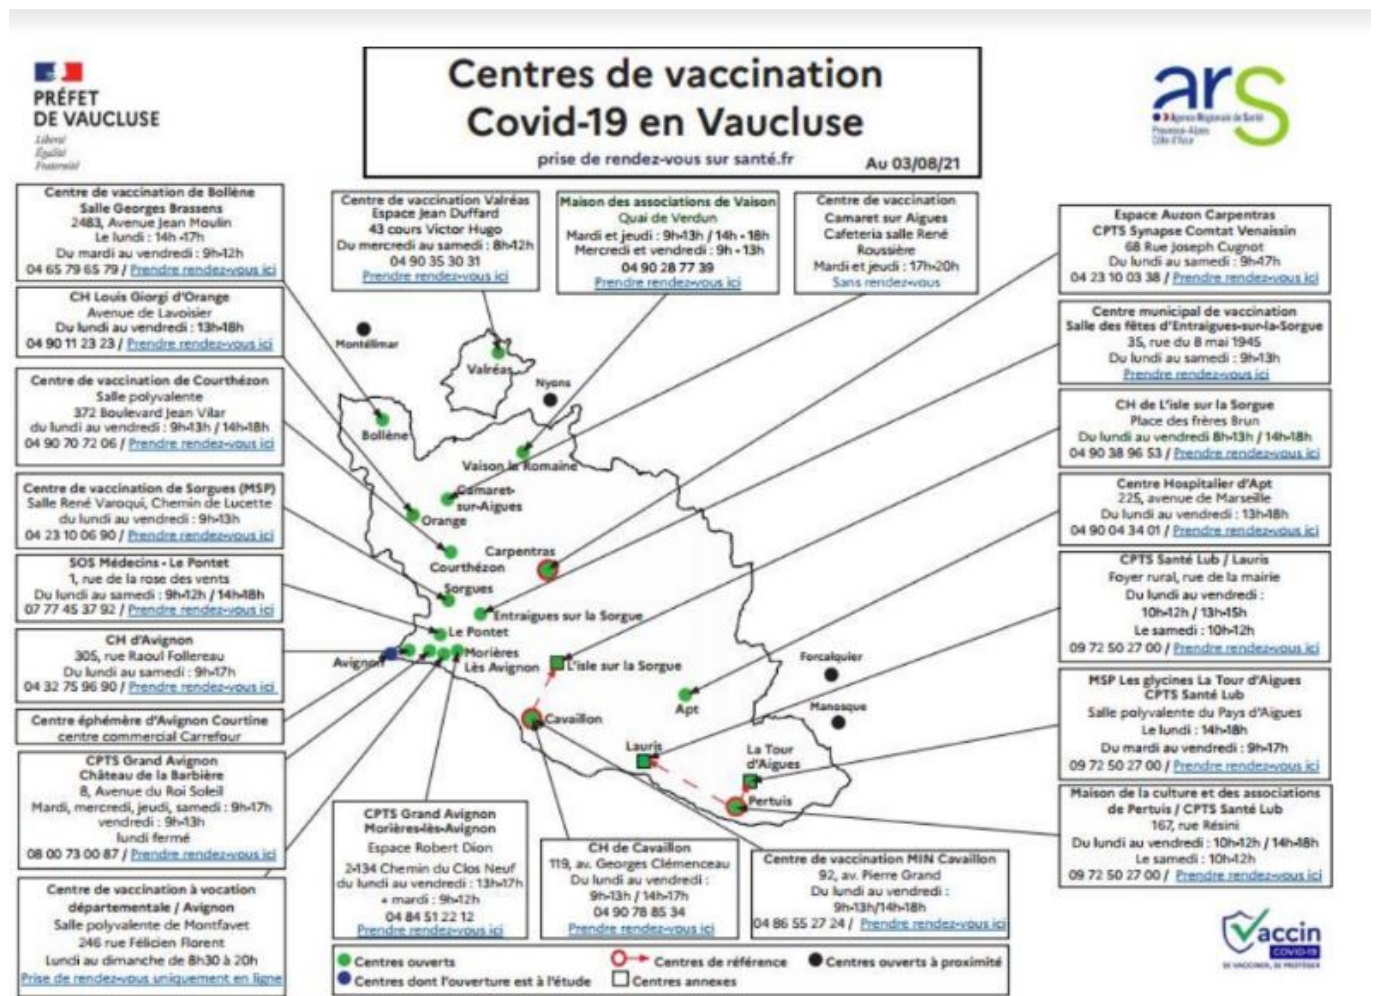 PRÉFET
DE VAUCLUSE
Liberté
Égalité
Fraternité
Centres de vaccination
Covid-19 en Vaucluse
prise de rendez-vous sur santé.fr
Au 03/08/21
ars
Agence Régionale de Santé
Provence-Alpes
Côte d'Azur
Centre de vaccination de Bollène
Salle Georges Brassens
2483, Avenue Jean Moulin
Le lundi : 14h -17h
Du mardi au vendredi : 9h-12h
04 65 79 65 79 / Prendre rendez-vous ici
CH Louis Giorgi d'Orange
Avenue de Lavoisier
Du lundi au vendredi : 13h-18h
04 90 11 23 23 / Prendre rendez-vous ici
Centre de vaccination de Courthézon
Salle polyvalente
372 Boulevard Jean Vilar
du lundi au vendredi : 9h-13h / 14h-18h
04 90 70 72 06 / Prendre rendez-vous ici
Centre de vaccination de Sorgues (MSP)
Salle René Varoqui, Chemin de Lucette
du lundi au vendredi : 9h-13h
04 23 10 06 90 / Prendre rendez-vous ici
SOS Médecins - Le Pontet
1, rue de la rose des vents
Du lundi au samedi : 9h-12h / 14h-18h
07 77 45 37 92 / Prendre rendez-vous ici
CH d'Avignon
305, rue Raoul Follereau
Du lundi au samedi : 9h-17h
04 32 75 96 90 / Prendre rendez-vous ici
Centre éphémère d'Avignon Courtine
centre commercial Carrefour
CPTS Grand Avignon
Château de la Barbière
8, Avenue du Roi Soleil
Mardi, mercredi, jeudi, samedi : 9h-17h
vendredi : 9h-13h
lundi fermé
08 00 73 00 87 / Prendre rendez-vous ici
Centre de vaccination à vocation
départementale / Avignon
Salle polyvalente de Montfavet
246 rue Félicien Florent
Lundi au dimanche de 8h30 à 20h
Prise de rendez-vous uniquement en ligne
Centre de vaccination Valréas
Espace Jean Duffard
43 cours Victor Hugo
Du mercredi au samedi : 8h-12h
04 90 35 30 31
Prendre rendez-vous ici
Maison des associations de Vaison
Quai de Verdun
Mardi et jeudi : 9h-13h / 14h - 18h
Mercredi et vendredi : 9h - 13h
04 90 28 77 39
Prendre rendez-vous ici
Centre de vaccination
Camaret sur Aigues
Cafeteria salle René
Roussière
Mardi et jeudi : 17h-20h
Sans rendez-vous
Montélimar
Valréas
Nyons
Bollène
Vaison la Romaine
Camaret-
sur-Aigues
Orange
Carpentras
Courthézon
Sorgues
Entraigues sur la Sorgue
Le Pontet
Avignon
Morières
Lès Avignon
L'isle sur la Sorgue
Forcalquier
Apt
Manosque
Cavaillon
Lauris
La Tour
d'Aigues
Pertuis
CPTS Grand Avignon
Morières-lès-Avignon
Espace Robert Dion
2-134 Chemin du Clos Neuf
du lundi au vendredi : 13h-17h
+ mardi : 9h-12h
04 84 51 22 12
Prendre rendez-vous ici
CH de Cavaillon
119, av. Georges Clémenceau
Du lundi au vendredi :
9h-13h / 14h-17h
04 90 78 85 34
Prendre rendez-vous ici
Centre de vaccination MIN Cavaillon
92, av. Pierre Grand
Du lundi au vendredi :
9h-13h/14h-18h
04 86 55 27 24 / Prendre rendez-vous ici
Espace Auzon Carpentras
CPTS Synapse Comtat Venaissin
68 Rue Joseph Cugnot
Du lundi au samedi : 9h-17h
04 23 10 03 38 / Prendre rendez-vous ici
Centre municipal de vaccination
Salle des fêtes d'Entraigues-sur-la-Sorgue
35, rue du 8 mai 1945
Du lundi au samedi : 9h-13h
Prendre rendez-vous ici
CH de L'isle sur la Sorgue
Place des frères Brun
Du lundi au vendredi 8h-13h / 14h-18h
04 90 38 96 53 / Prendre rendez-vous ici
Centre Hospitalier d'Apt
225, avenue de Marseille
Du lundi au vendredi : 13h-18h
04 90 04 34 01 / Prendre rendez-vous ici
CPTS Santé Lub / Lauris
Foyer rural, rue de la mairie
Du lundi au vendredi :
10h-12h / 13h-15h
Le samedi : 10h-12h
09 72 50 27 00 / Prendre rendez-vous ici
MSP Les glycines La Tour d'Aigues
CPTS Santé Lub
Salle polyvalente du Pays d'Aigues
Le lundi : 14h-18h
Du mardi au vendredi : 9h-17h
09 72 50 27 00 / Prendre rendez-vous ici
Maison de la culture et des associations
de Pertuis / CPTS Santé Lub
167, rue Résini
Du lundi au vendredi : 10h-12h / 14h-18h
Le samedi : 10h-12h
09 72 50 27 00 / Prendre rendez-vous ici
Centres ouverts
Centres de référence
Centres ouverts à proximité
Centres dont l'ouverture est à l'étude
Centres annexes
Vaccin
COVID-19
SE VACCINER, SE PROTÉGER